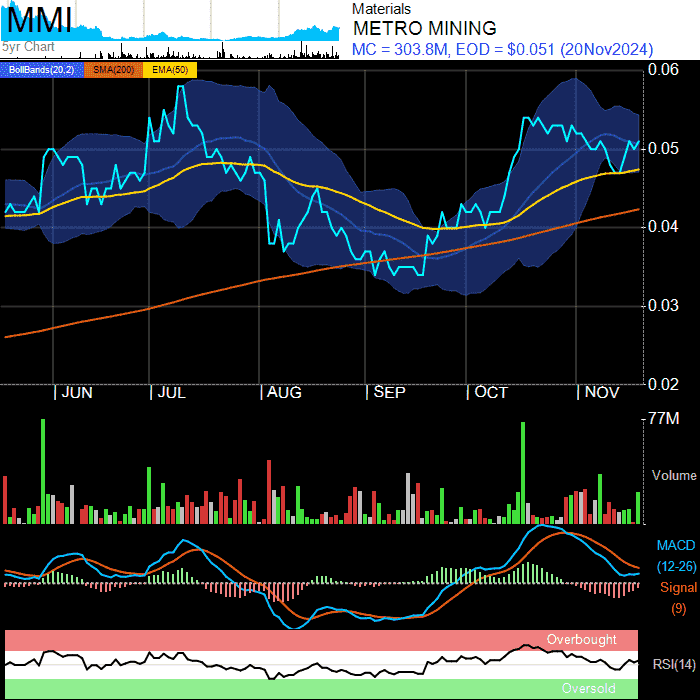 MMI
5yr Chart
Materials
METRO MINING
MC = 303.8M, EOD = $0.051 (20Nov2024)
BollBands(20,2) SMA(200) EMA(50)
0.06
0.05
0.04
0.03
0.02
JUN JUL AUG SEP OCT NOV
77M
Volume
MACD
(12-26)
Signal
(9)
Overbought
RSI(14)
Oversold